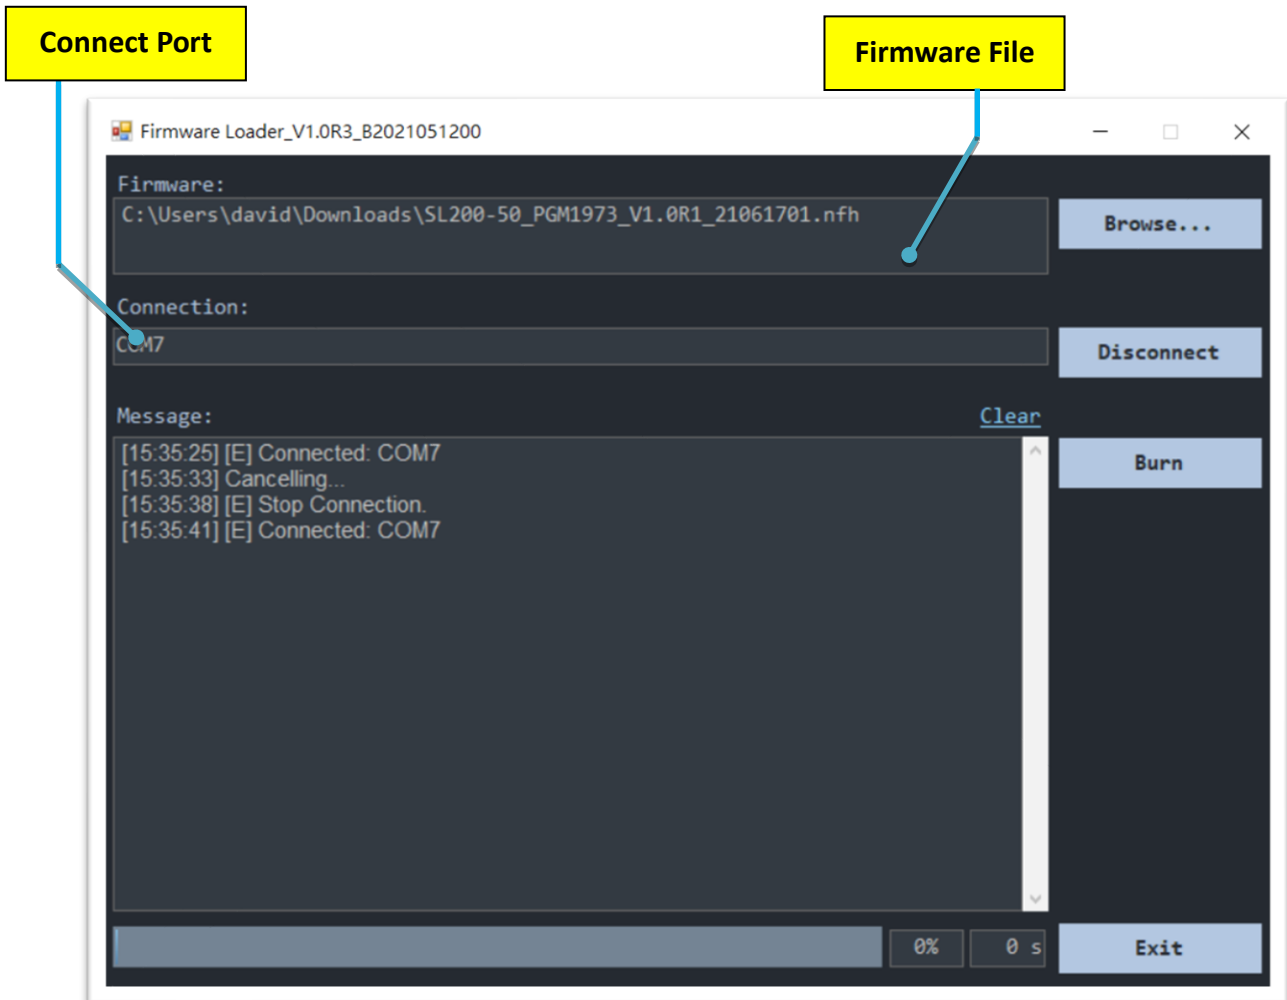 Connect Port
Firmware File
Firmware Loader_V1.0R3_B2021051200
Firmware:
C:\Users\david\Downloads\SL200-50_PGM1973_V1.0R1_21061701.nfh
Browse...
Connection:
COM7
Disconnect
Message:
Clear
[15:35:25] [E] Connected: COM7
[15:35:33] Cancelling...
[15:35:38] [E] Stop Connection.
[15:35:41] [E] Connected: COM7
Burn
0%
0 s
Exit